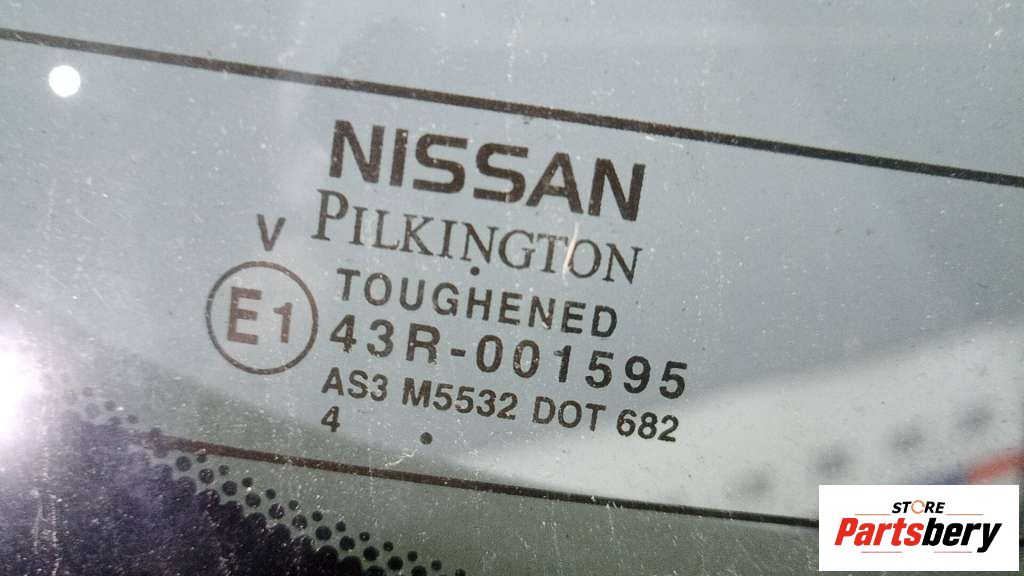 NISSAN
PILKINGTON
V
TOUGHENED
E1
43R-001595
AS3 M5532 DOT 682
4
STORE
Partsbery